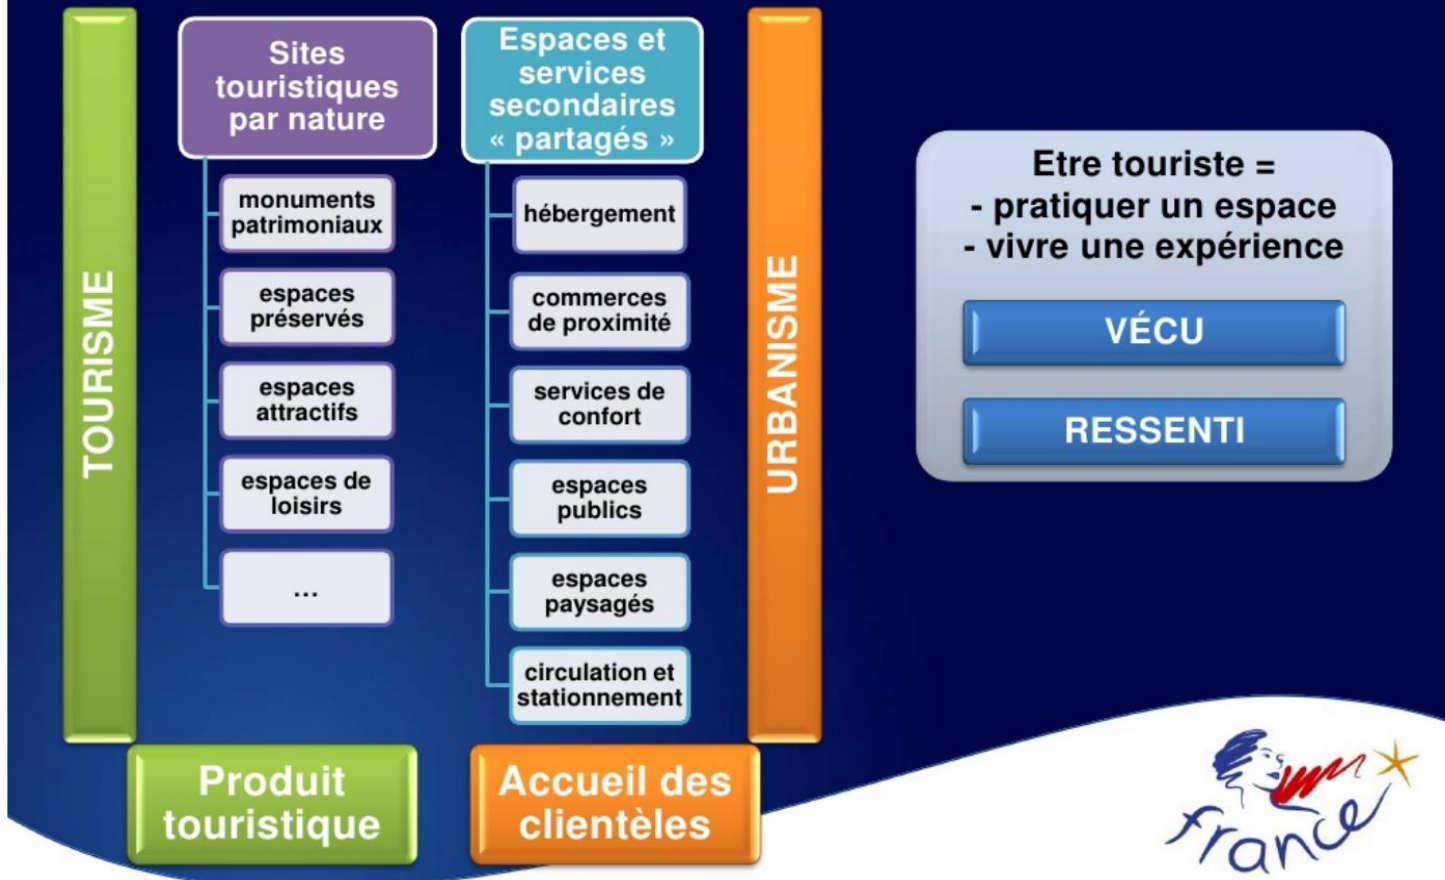 TOURISME
Sites
touristiques
par nature
monuments
patrimoniaux
espaces
préservés
espaces
attractifs
espaces de
loisirs
...
Produit
touristique
Espaces et
services
secondaires
« partagés »
hébergement
commerces
de proximité
services de
confort
espaces
publics
espaces
paysagés
circulation et
stationnement
Accueil des
clientèles
URBANISME
Etre touriste =
- pratiquer un espace
- vivre une expérience
VÉCU
RESSENTI
france